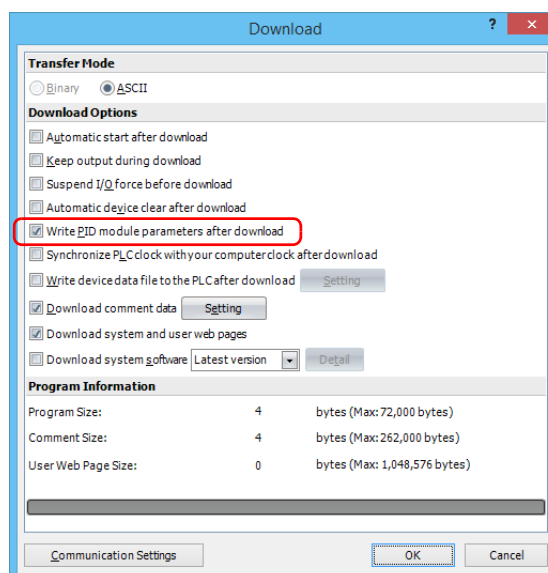 Download
?
Transfer Mode
Binary ASCII
Download Options
Automatic start after download
Keep output during download
Suspend I/O force before download
Automatic device clear after download
Write PID module parameters after download
Synchronize PLC clock with your computer clock after download
Write device data file to the PLC after download Setting
Download comment data Setting
Download system and user web pages
Download system software Latest version Detail
Program Information
Program Size: 4 bytes (Max: 72,000 bytes)
Comment Size: 4 bytes (Max: 262,000 bytes)
User Web Page Size: 0 bytes (Max: 1,048,576 bytes)
Communication Settings OK Cancel